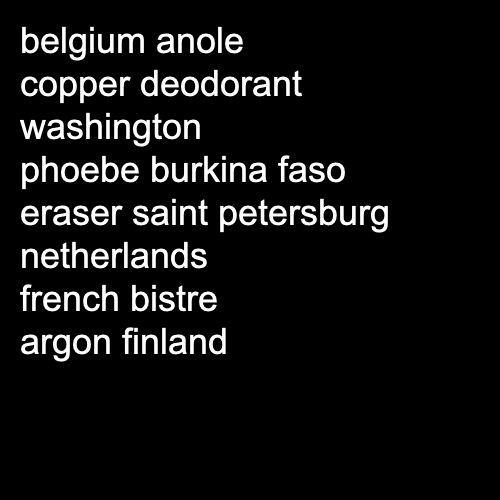 belgium anole
copper deodorant
washington
phoebe burkina faso
eraser saint petersburg
netherlands
french bistre
argon finland